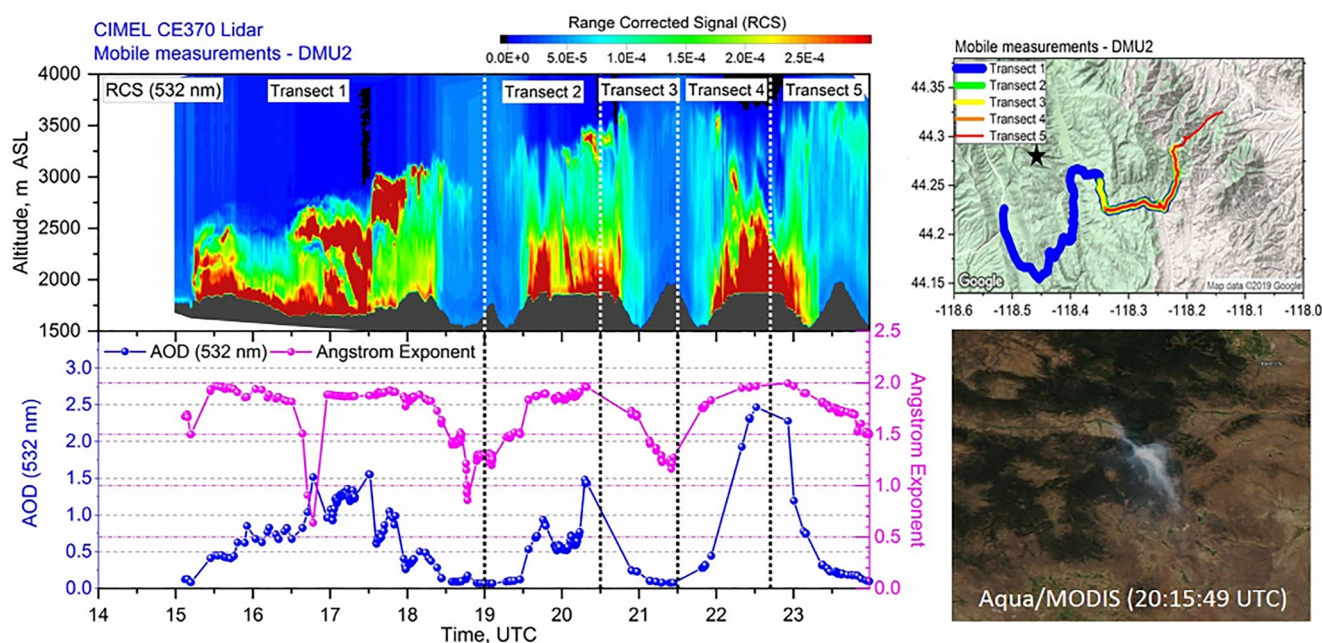 CIMEL CE370 Lidar
Mobile measurements - DMU2
Range Corrected Signal (RCS)
0.0E+0 5.0E-5 1.0E-4 1.5E-4 2.0E-4 2.5E-4
RCS (532 nm)
Transect 1
Transect 2
Transect 3
Transect 4
Transect 5
Altitude, m ASL
4000
3500
3000
2500
2000
1500
AOD (532 nm)
Angstrom Exponent
AOD (532 nm)
3.0
2.5
2.0
1.5
1.0
0.5
0.0
2.5
2.0
1.5
1.0
0.5
0.0
Angstrom Exponent
14 15 16 17 18 19 20 21 22 23
Time, UTC
Mobile measurements - DMU2
Transect 1
Transect 2
Transect 3
Transect 4
Transect 5
44.35
44.3
44.25
44.2
44.15
Google
Map data ©2019 Google
-118.6 -118.5 -118.4 -118.3 -118.2 -118.1 -118.0
Aqua/MODIS (20:15:49 UTC)